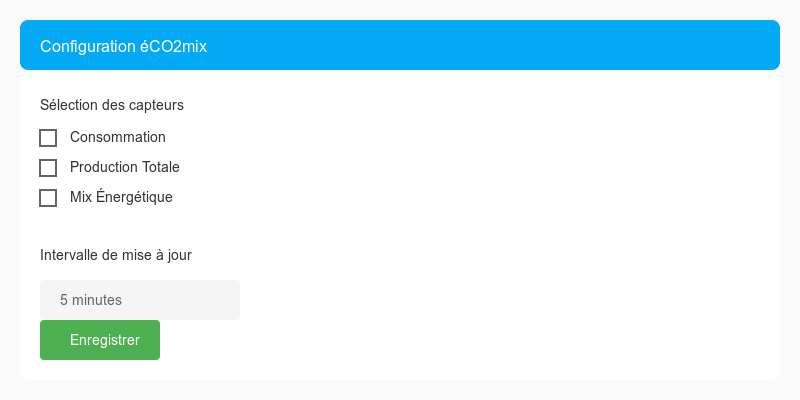 Configuration éCO2mix
Sélection des capteurs
Consommation
Production Totale
Mix Énergétique
Intervalle de mise à jour
5 minutes
Enregistrer